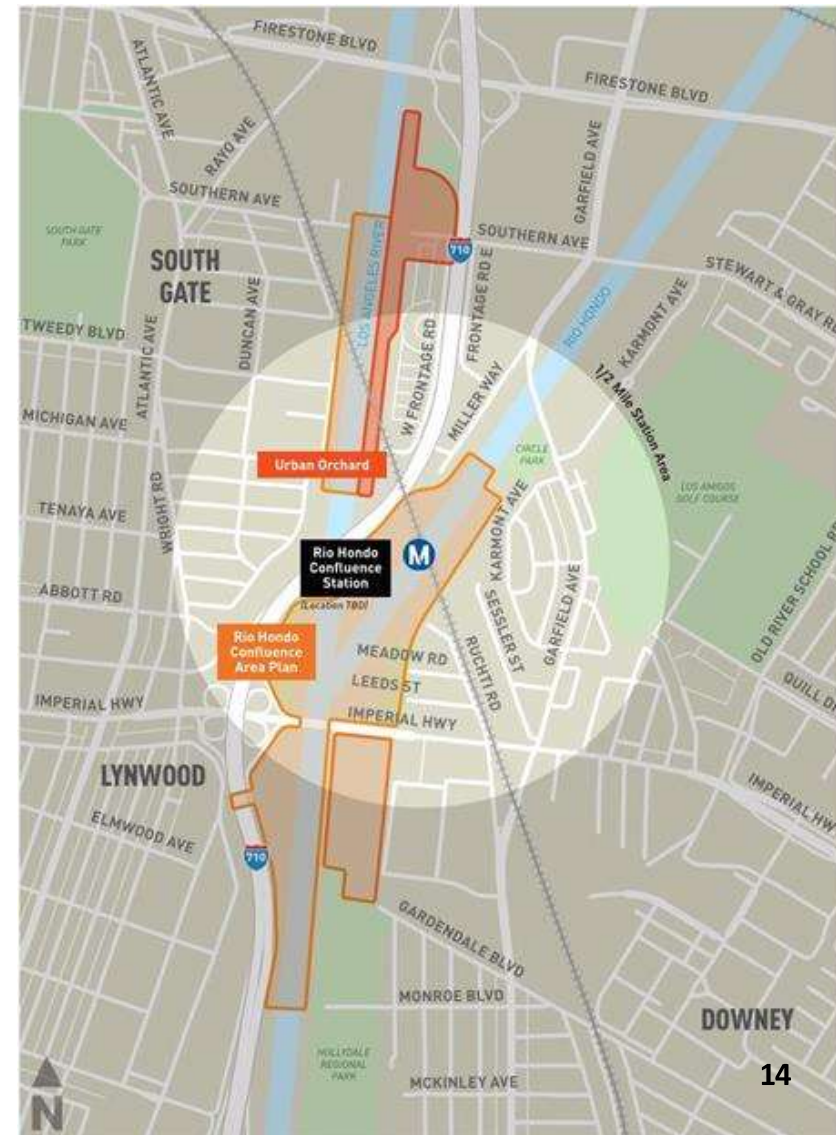 FIRESTONE BLVD
FIRESTONE BLVD
ATLANTIC AVE
RAYO AVE
GARFIELD AVE
SOUTHERN AVE
SOUTH GATE
PARK
LOS ANGELES RIVER
710
SOUTHERN AVE
SOUTH
GATE
STEWART & GRAY RD
DUNCAN AVE
FRONTAGE RD E
RIO HONDO
KARMONT AVE
TWEEDY BLVD
ATLANTIC AVE
W FRONTAGE RD
MILLER WAY
1/2 Mile Station Area
MICHIGAN AVE
CIRCLE
PARK
Urban Orchard
LOS AMIGOS
GOLF COURSE
WRIGHT RD
TENAYA AVE
KARMONT AVE
Rio Hondo
Confluence
Station
M
(Location TBD)
ABBOTT RD
SESSLER ST
GARFIELD AVE
OLD RIVER SCHOOL
Rio Hondo
Confluence
Area Plan
MEADOW RD
RUCHTI RD
LEEDS ST
QUILL
IMPERIAL HWY
IMPERIAL HWY
LYNWOOD
IMPERIAL HW
ELMWOOD AVE
710
GARDENDALE BLVD
MONROE BLVD
DOWNEY
HOLLYDALE
REGIONAL
PARK
MCKINLEY AVE
14
N